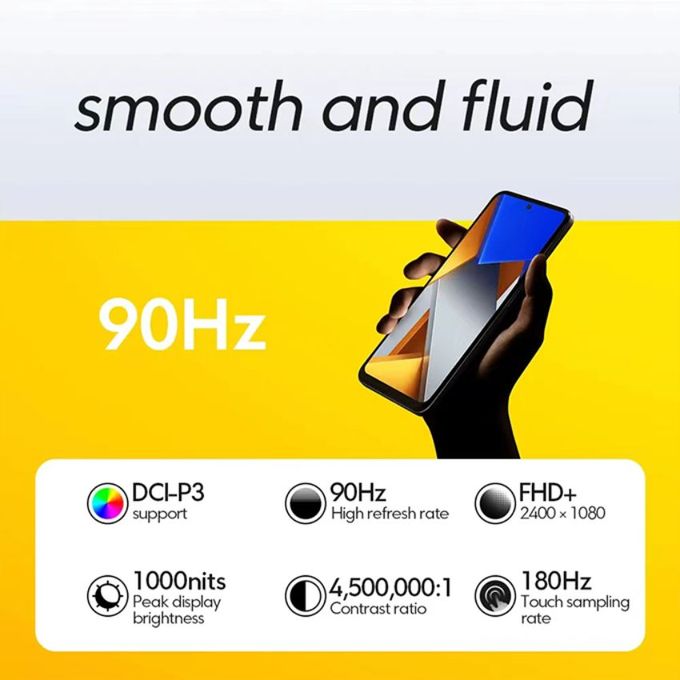 smooth and fluid
90Hz
DCI-P3
support
90Hz
High refresh rate
FHD+
2400 × 1080
1000nits
Peak display
brightness
4,500,000:1
Contrast ratio
180Hz
Touch sampling
rate